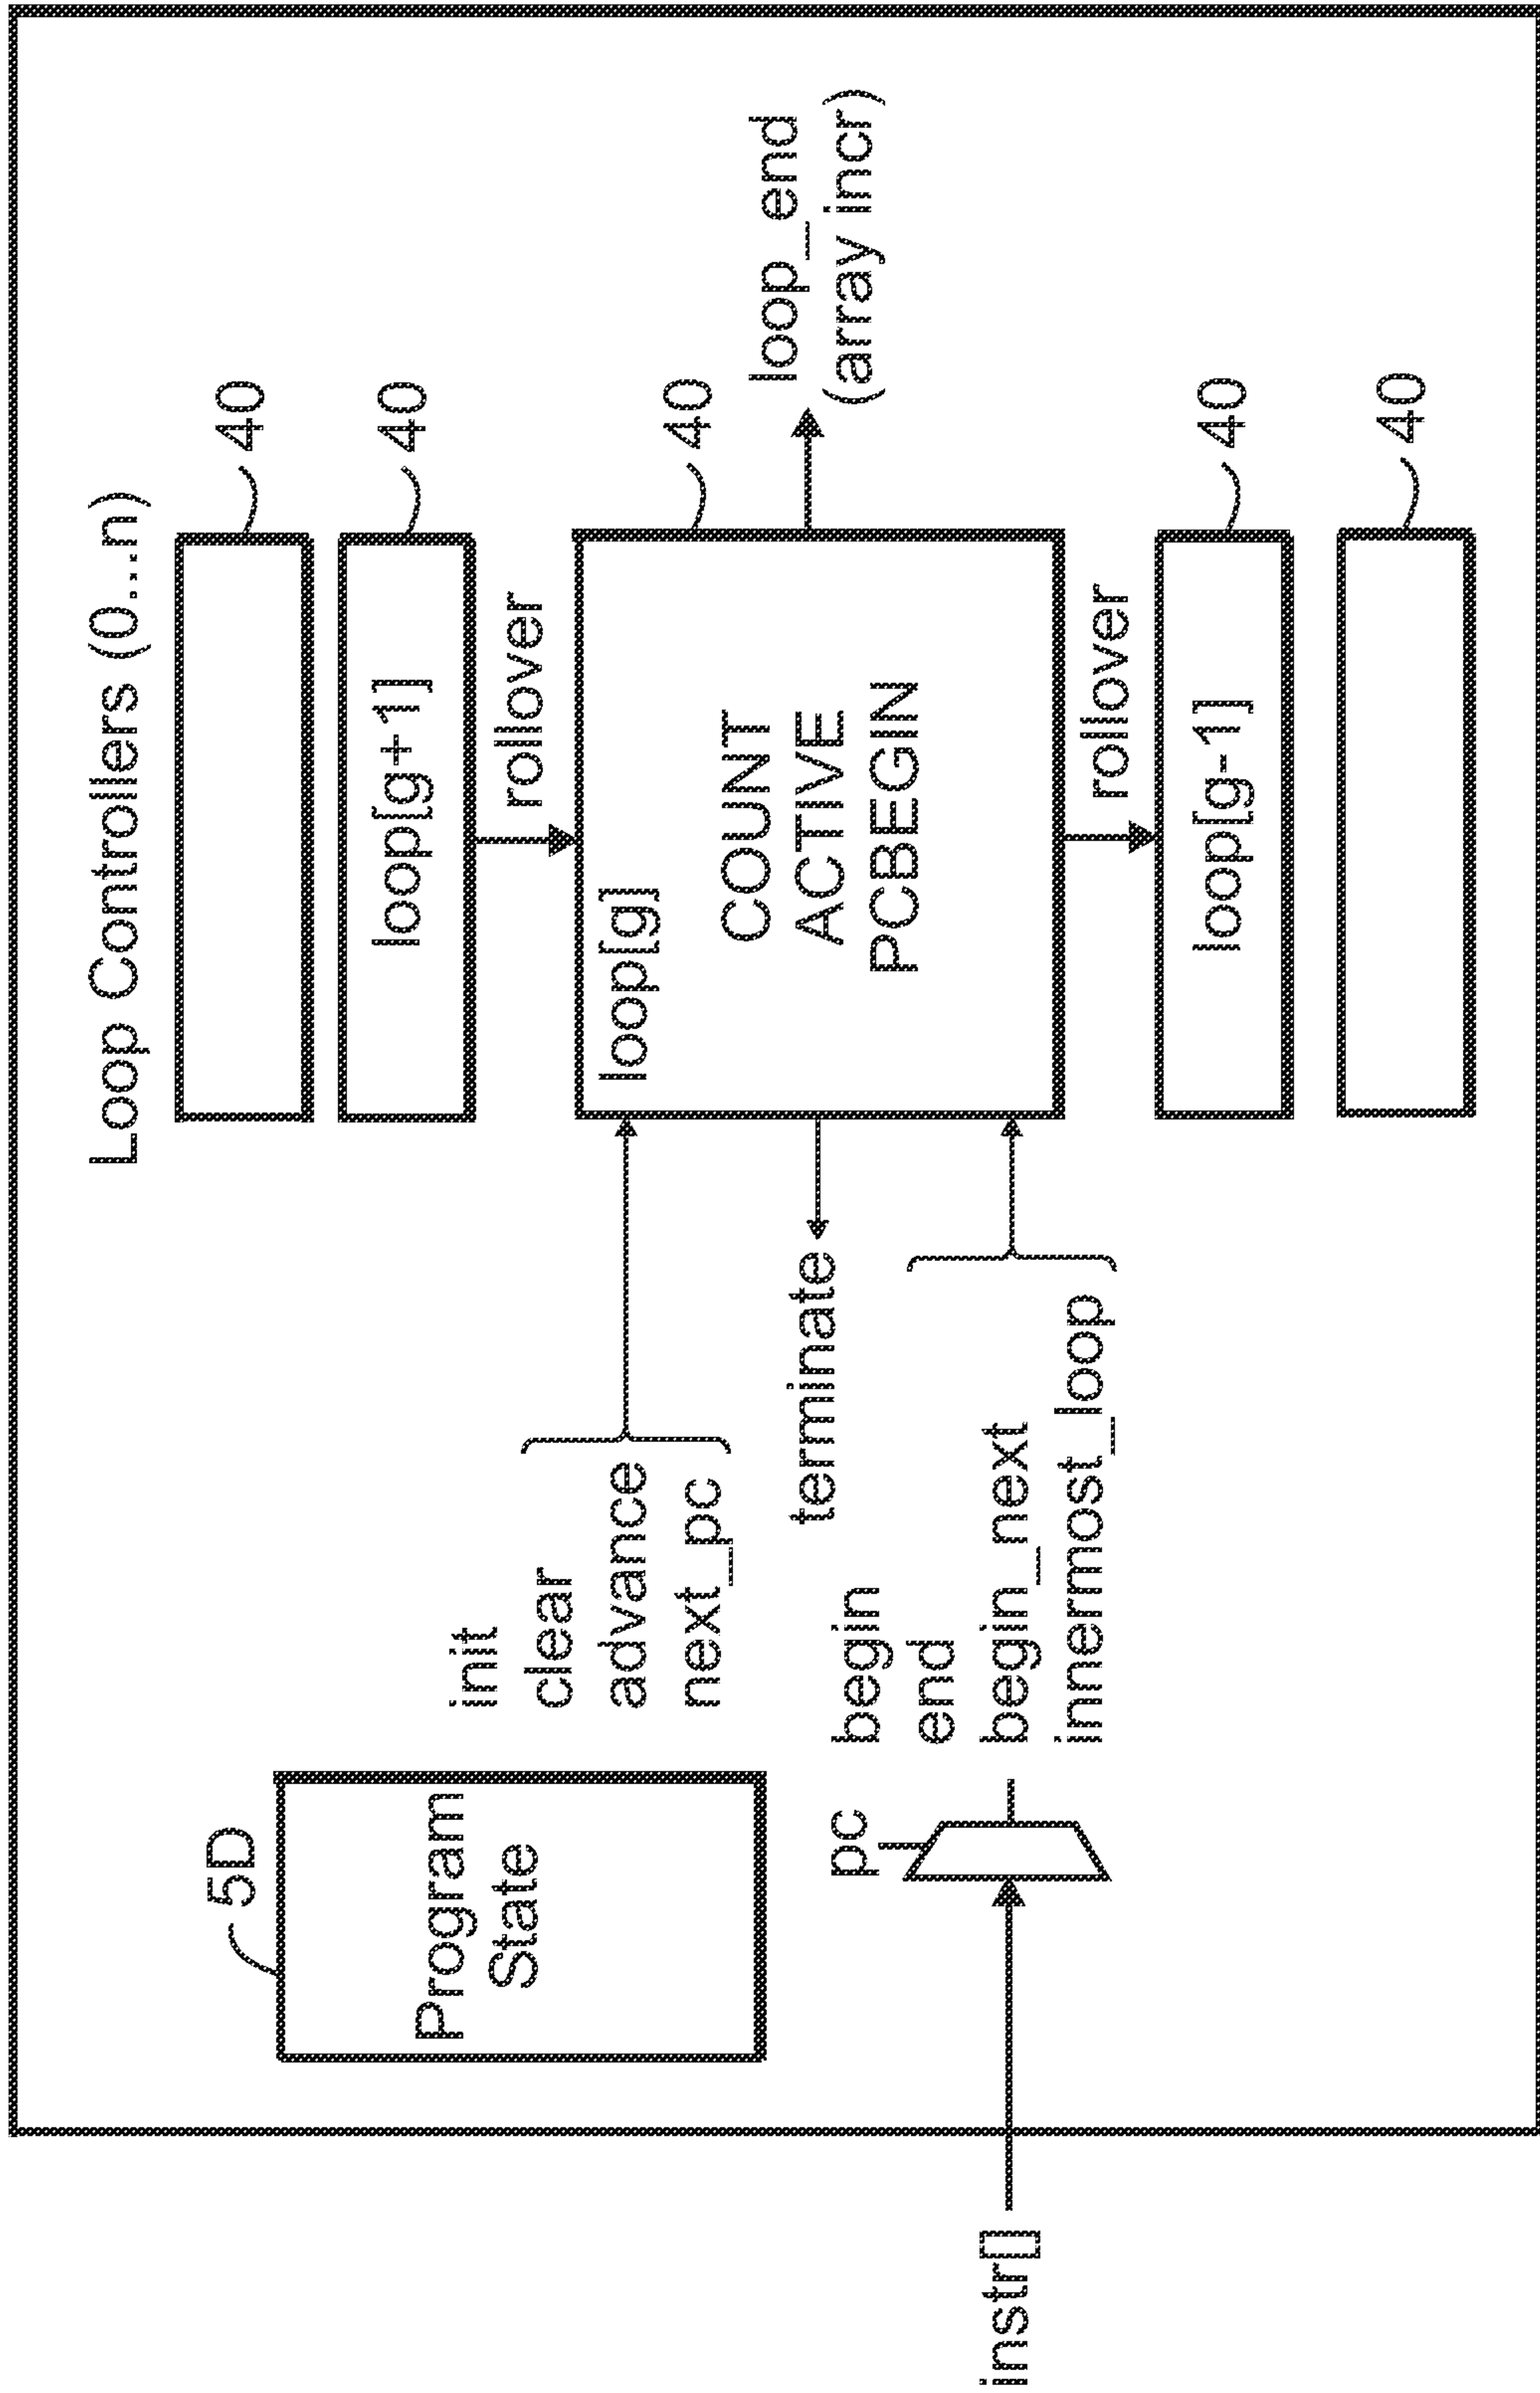 Loop Controllers (0...n)
40
loop[g+1]
40
rollover
loop[g]
COUNT
ACTIVE
PCBEGIN
40
loop_end
(array incr)
rollover
loop[g-1]
40
40
5D
Program
State
init
clear
advance
next_pc
terminate
pc
begin
end
begin_next
innermost_loop
instr[]